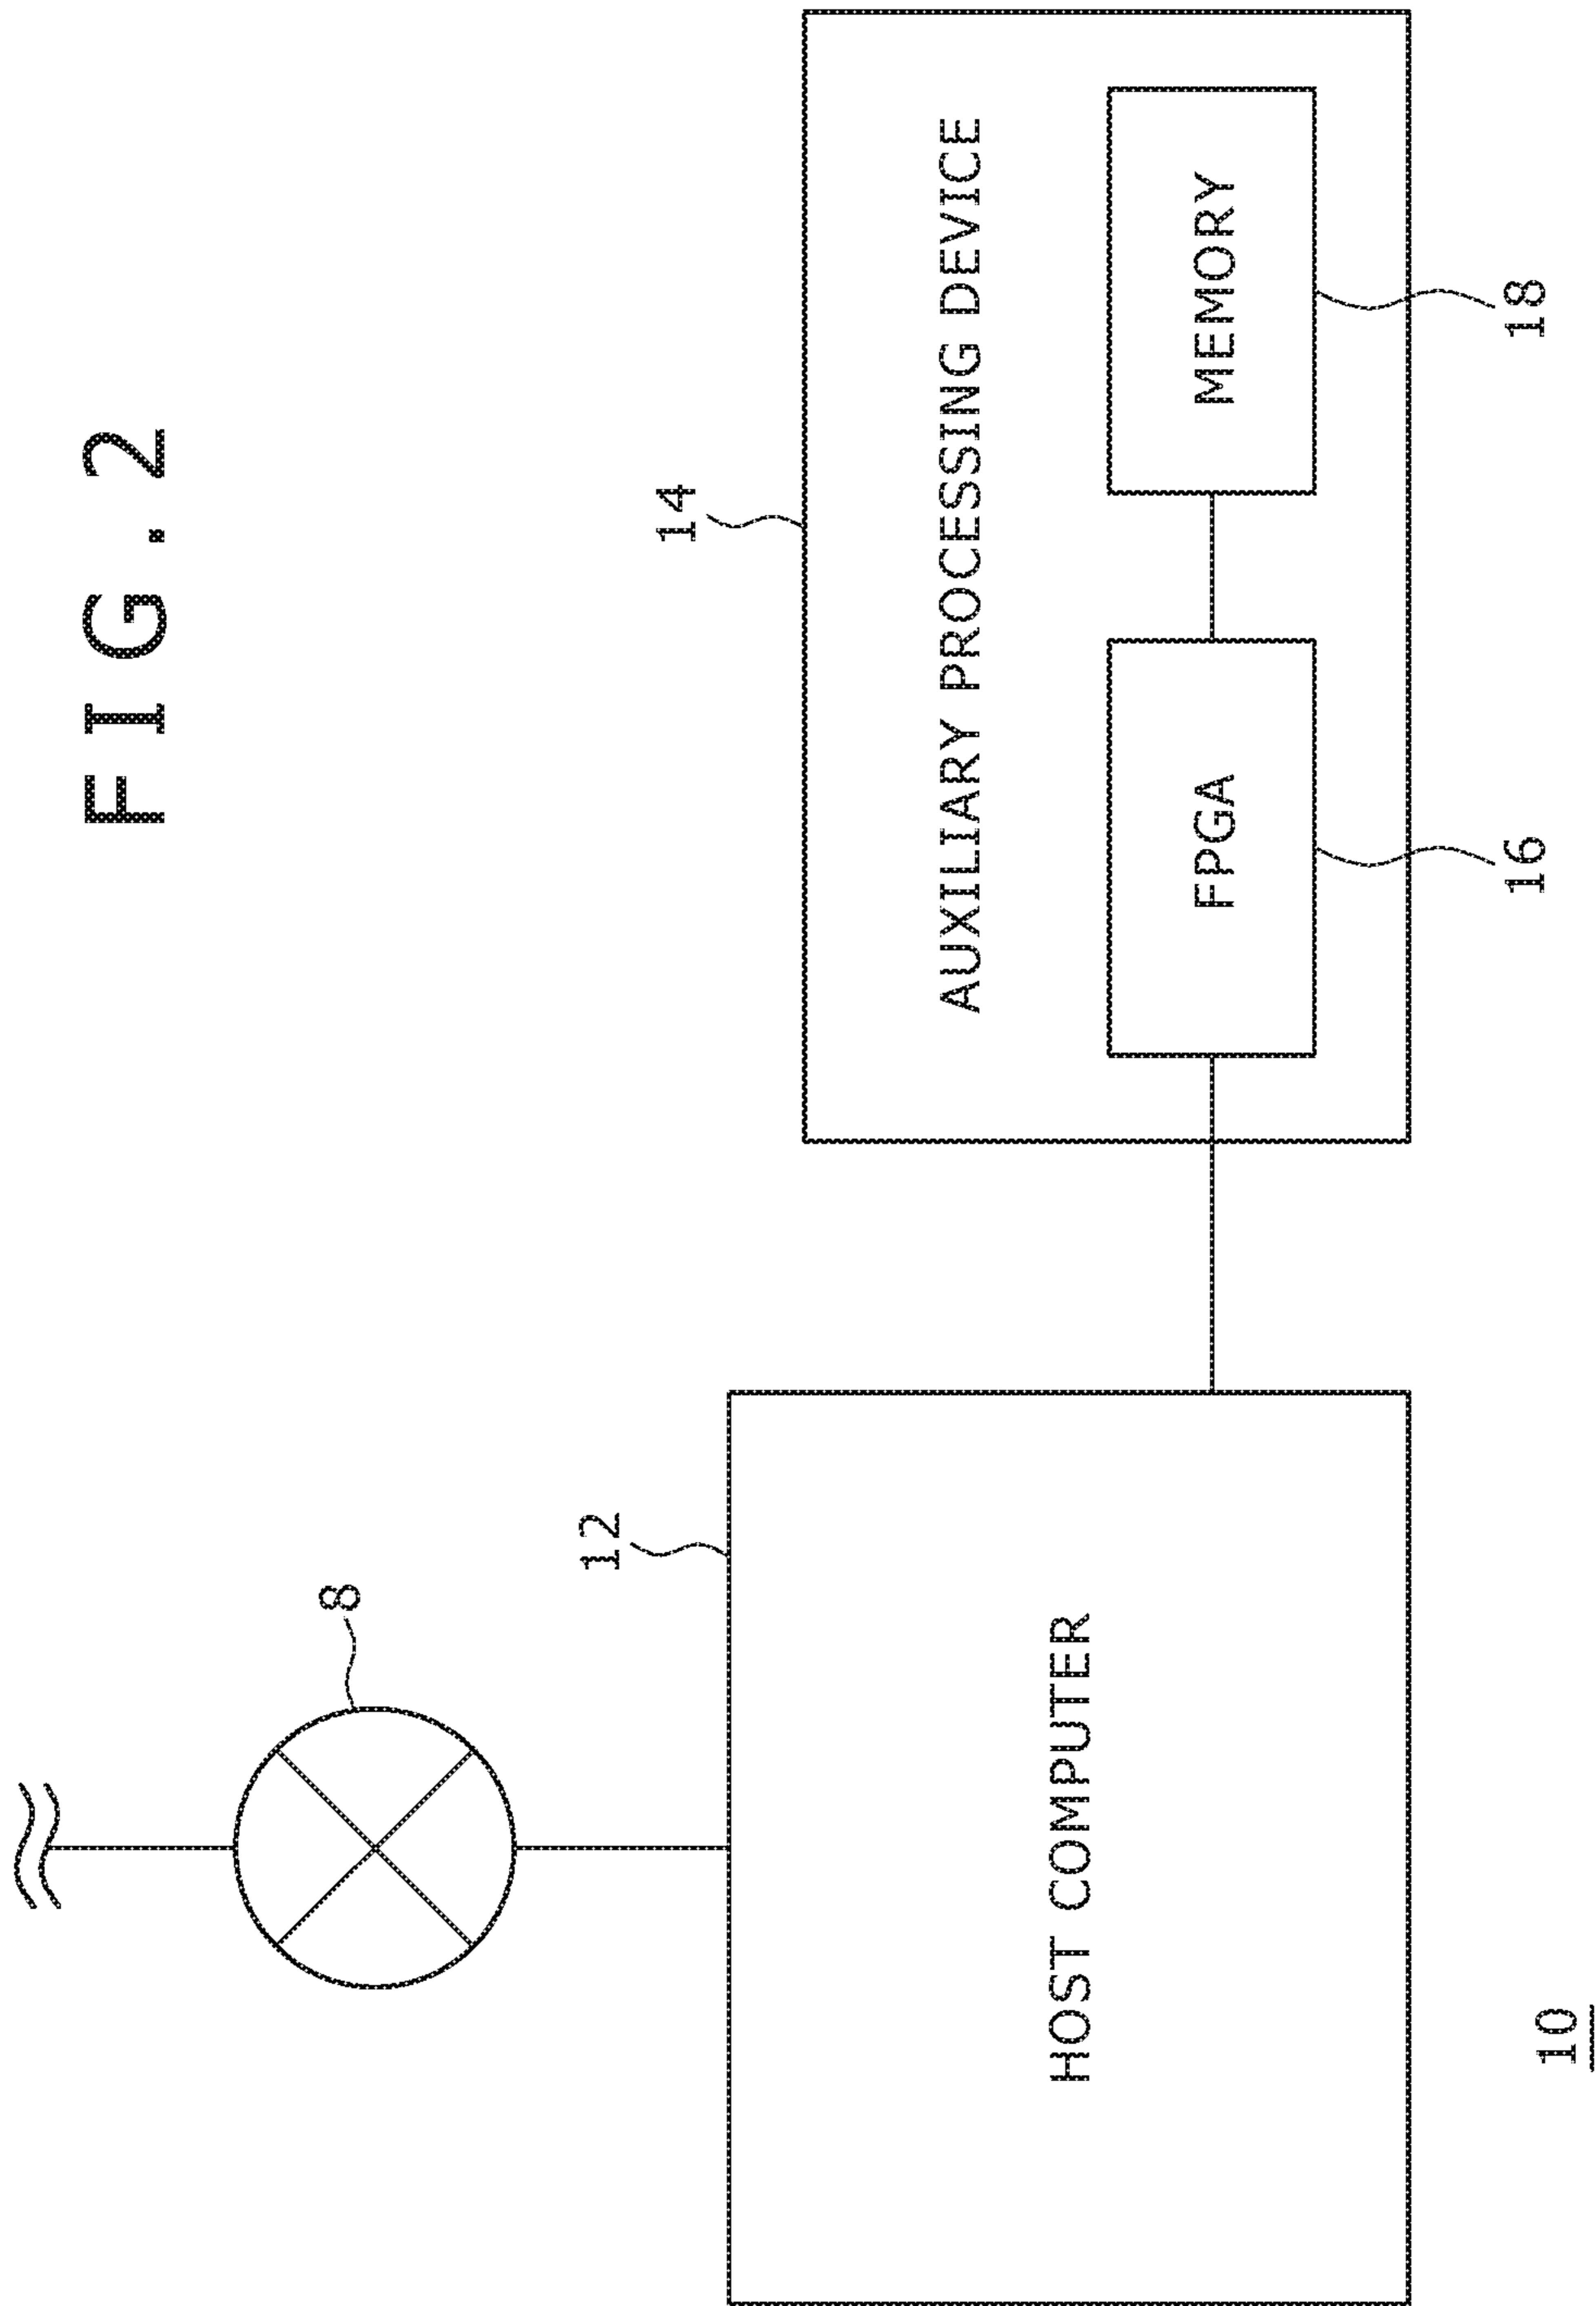 FIG.2
8
12
14
HOST COMPUTER
AUXILIARY PROCESSING DEVICE
FPGA
MEMORY
16
18
10